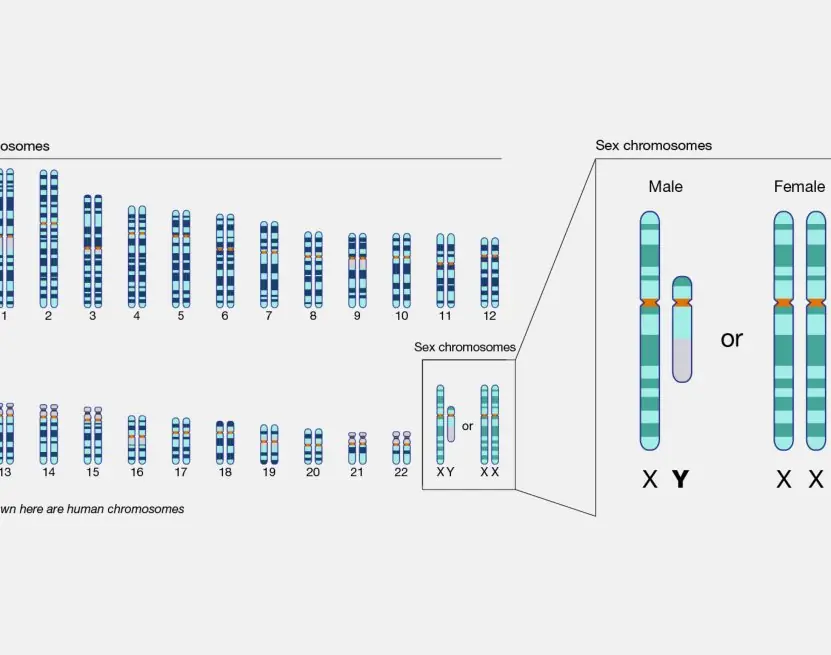 osomes
Sex chromosomes
Male Female
1 2 3 4 5 6 7 8 9 10 11 12
or
Sex chromosomes
or
13 14 15 16 17 18 19 20 21 22 X Y X X
X Y X X
wn here are human chromosomes